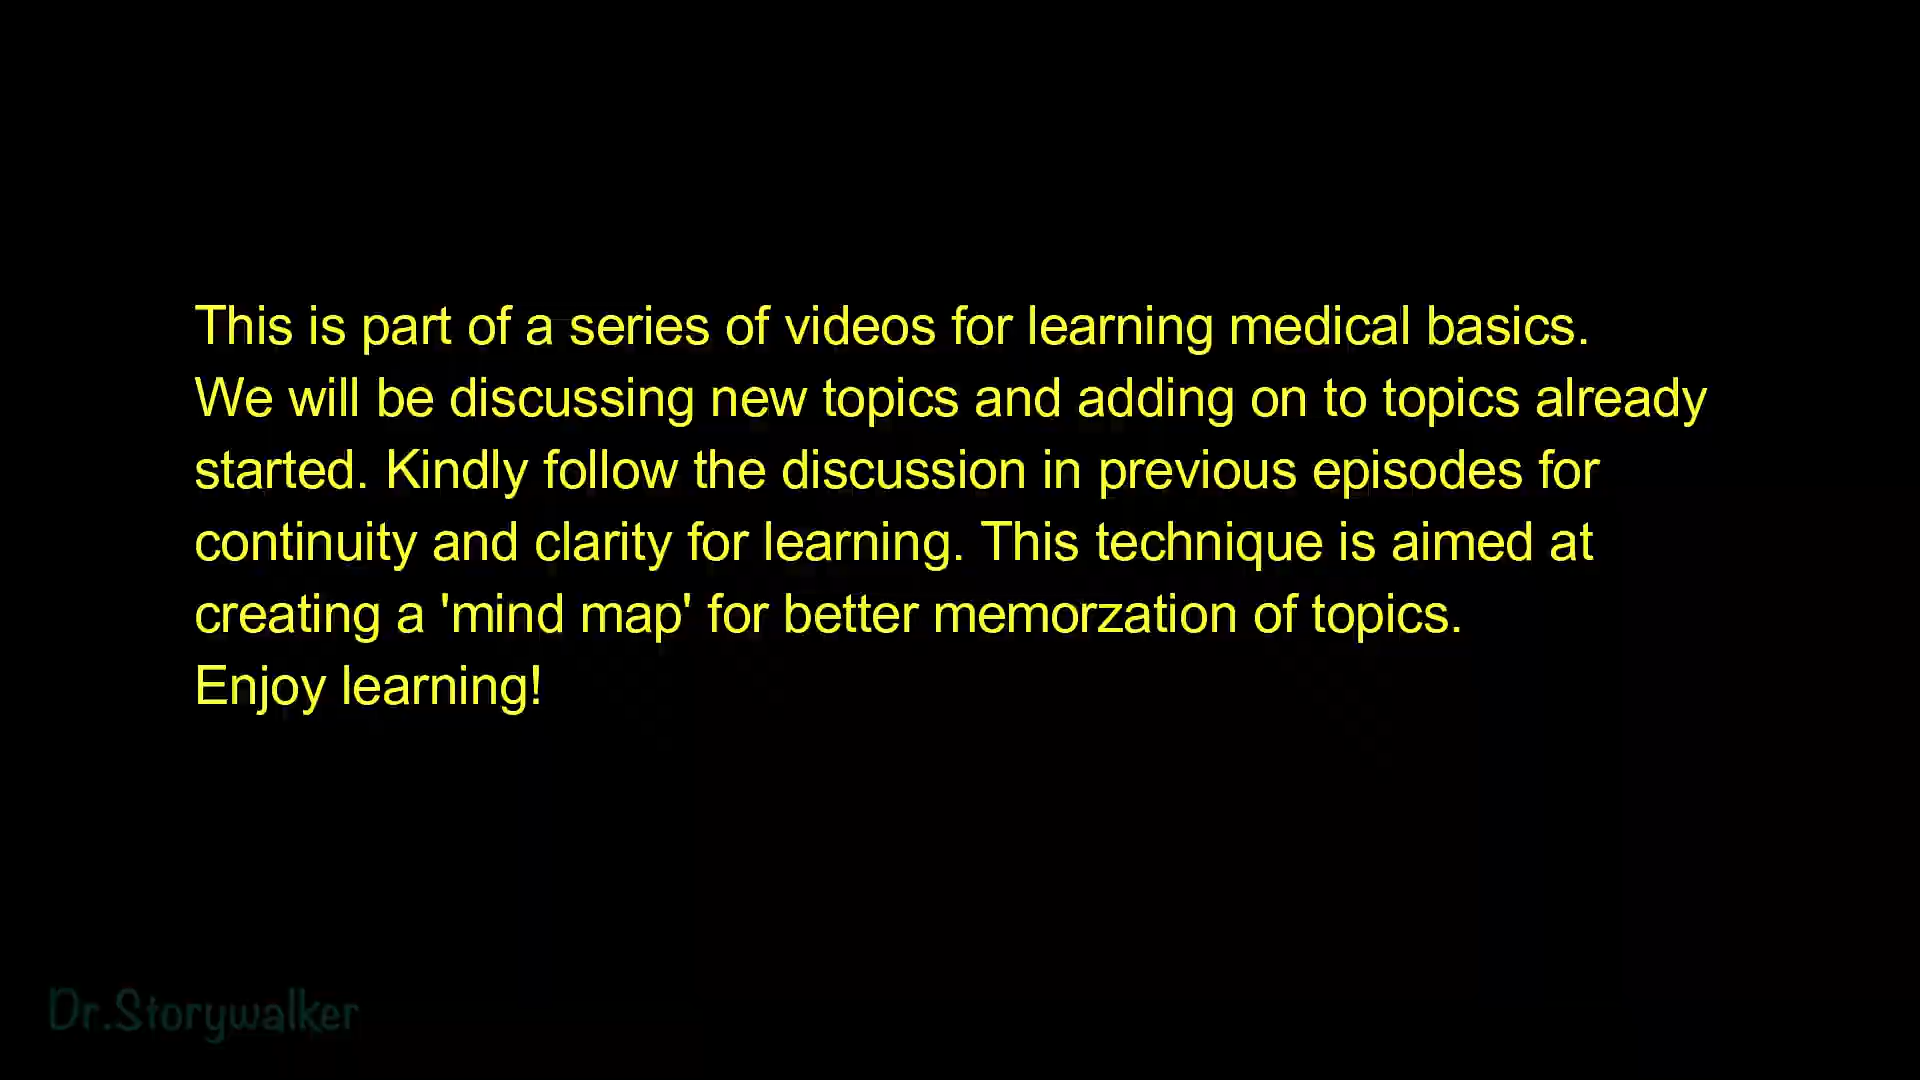 This is part of a series of videos for learning medical basics.
We will be discussing new topics and adding on to topics already
started. Kindly follow the discussion in previous episodes for
continuity and clarity for learning. This technique is aimed at
creating a 'mind map' for better memorzation of topics.
Enjoy learning!
Dr.Storywalker